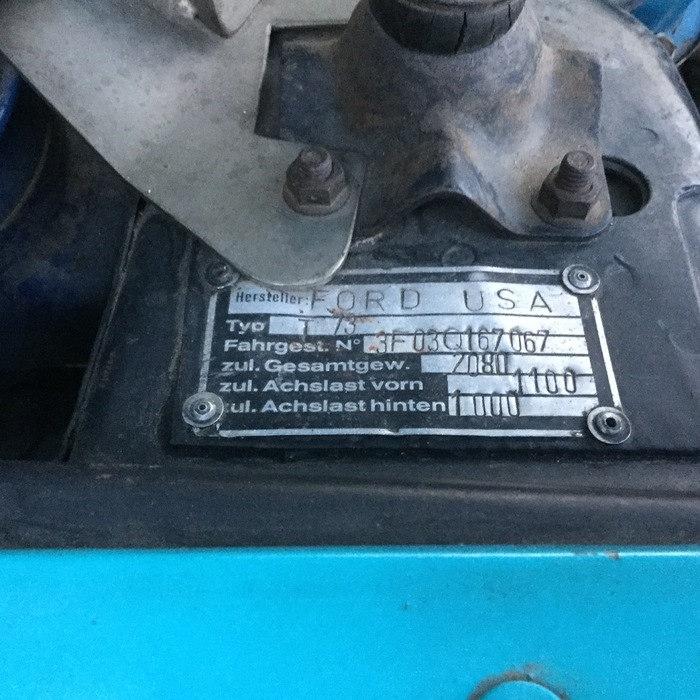 Hersteller: FORD USA
Typ T 73
Fahrgest. N° 3F03Q167067
zul. Gesamtgew. 2080
zul. Achslast vorn 1100
zul. Achslast hinten 1000